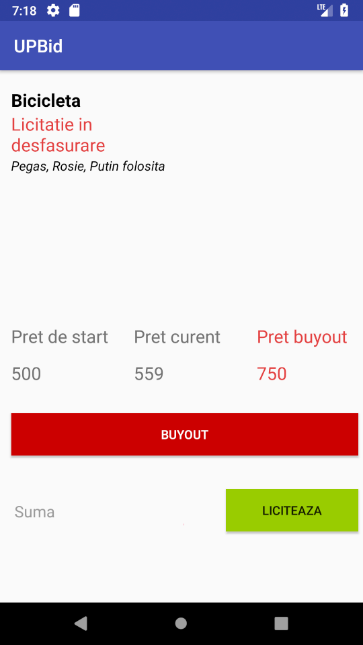 7:18
LTE
UPBid
Bicicleta
Licitatie in
desfasurare
Pegas, Rosie, Putin folosita
Pret de start Pret curent Pret buyout
500 559 750
BUYOUT
Suma LICITEAZA